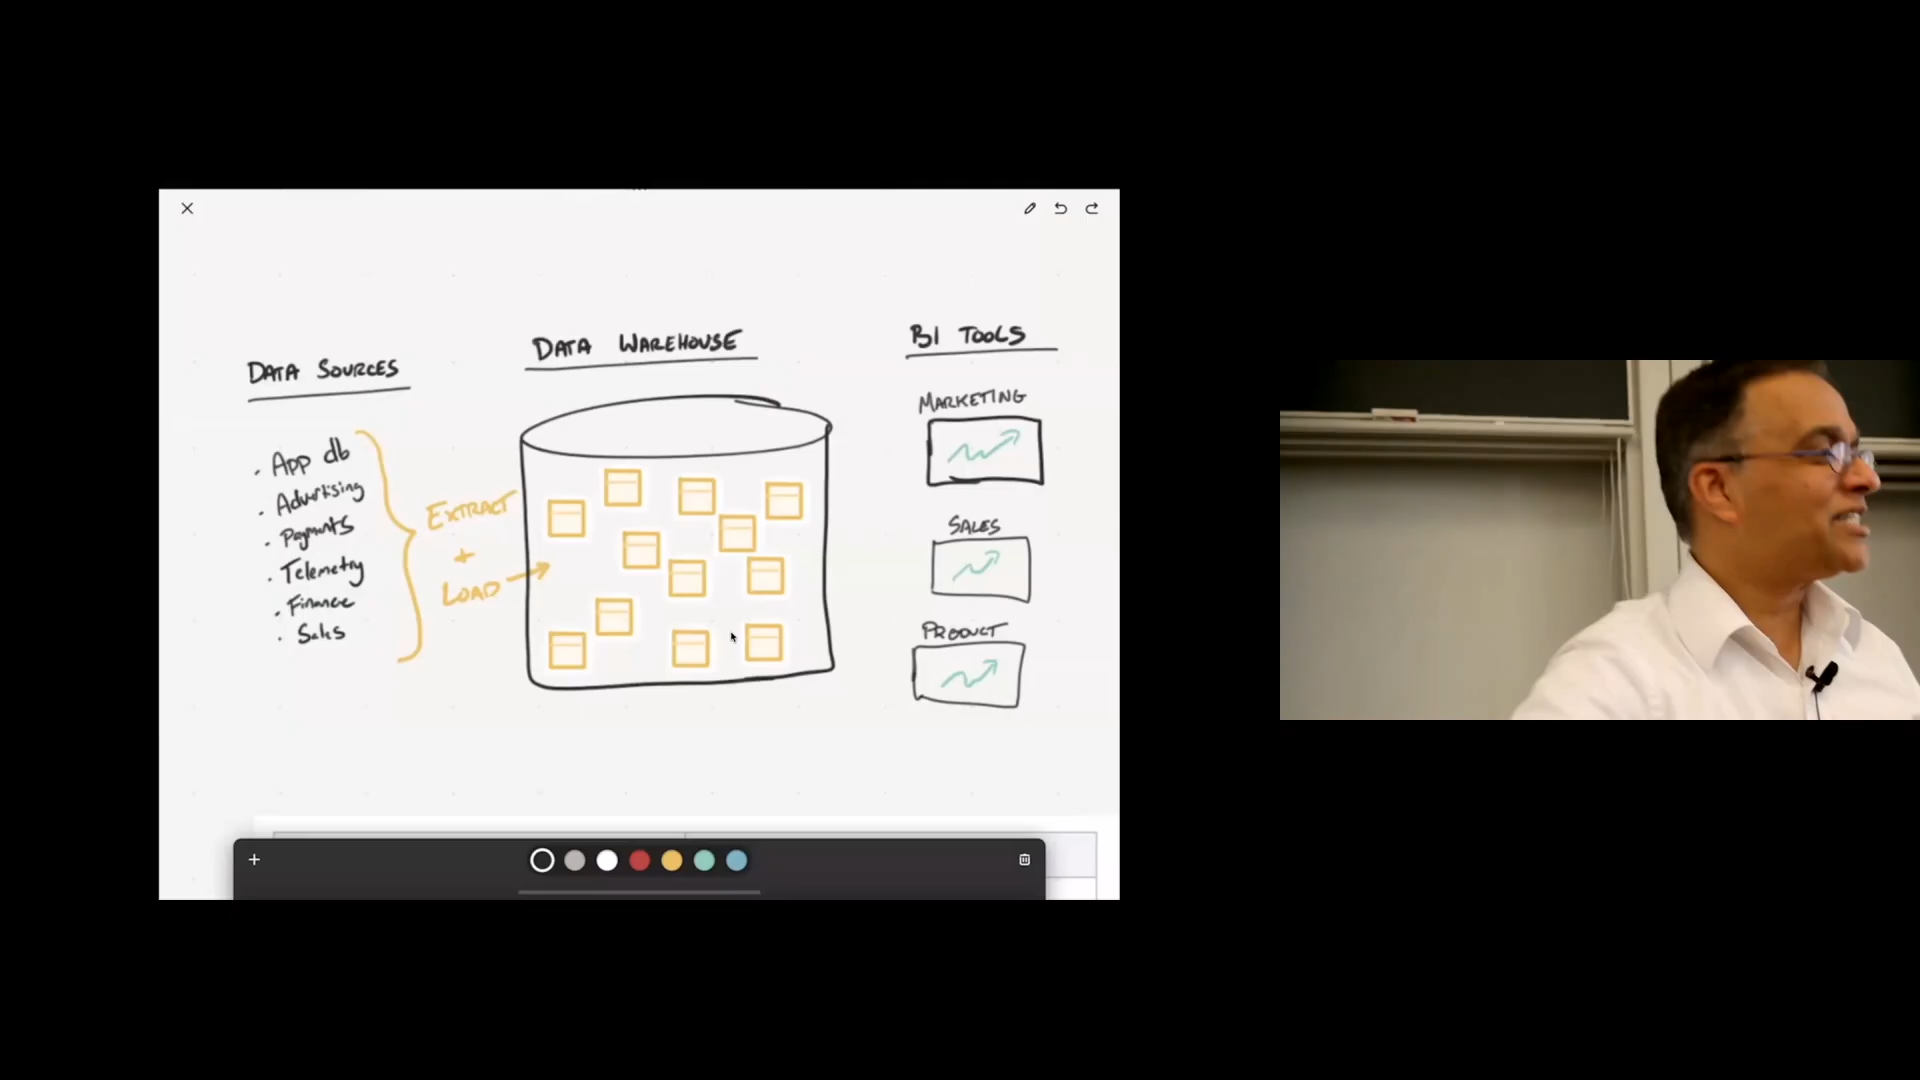 DATA SOURCES
· App db
· Advertising
· Payments
· Telemetry
· Finance
· Sales
EXTRACT
+
LOAD
DATA WAREHOUSE
BI TOOLS
MARKETING
SALES
PRODUCT